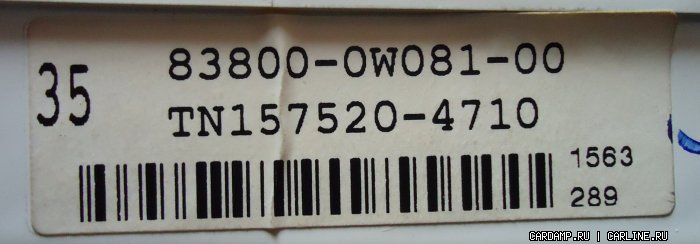 35
83800-0W081-00
TN157520-4710
1563
289
CARDAMP.RU | CARLINE.RU